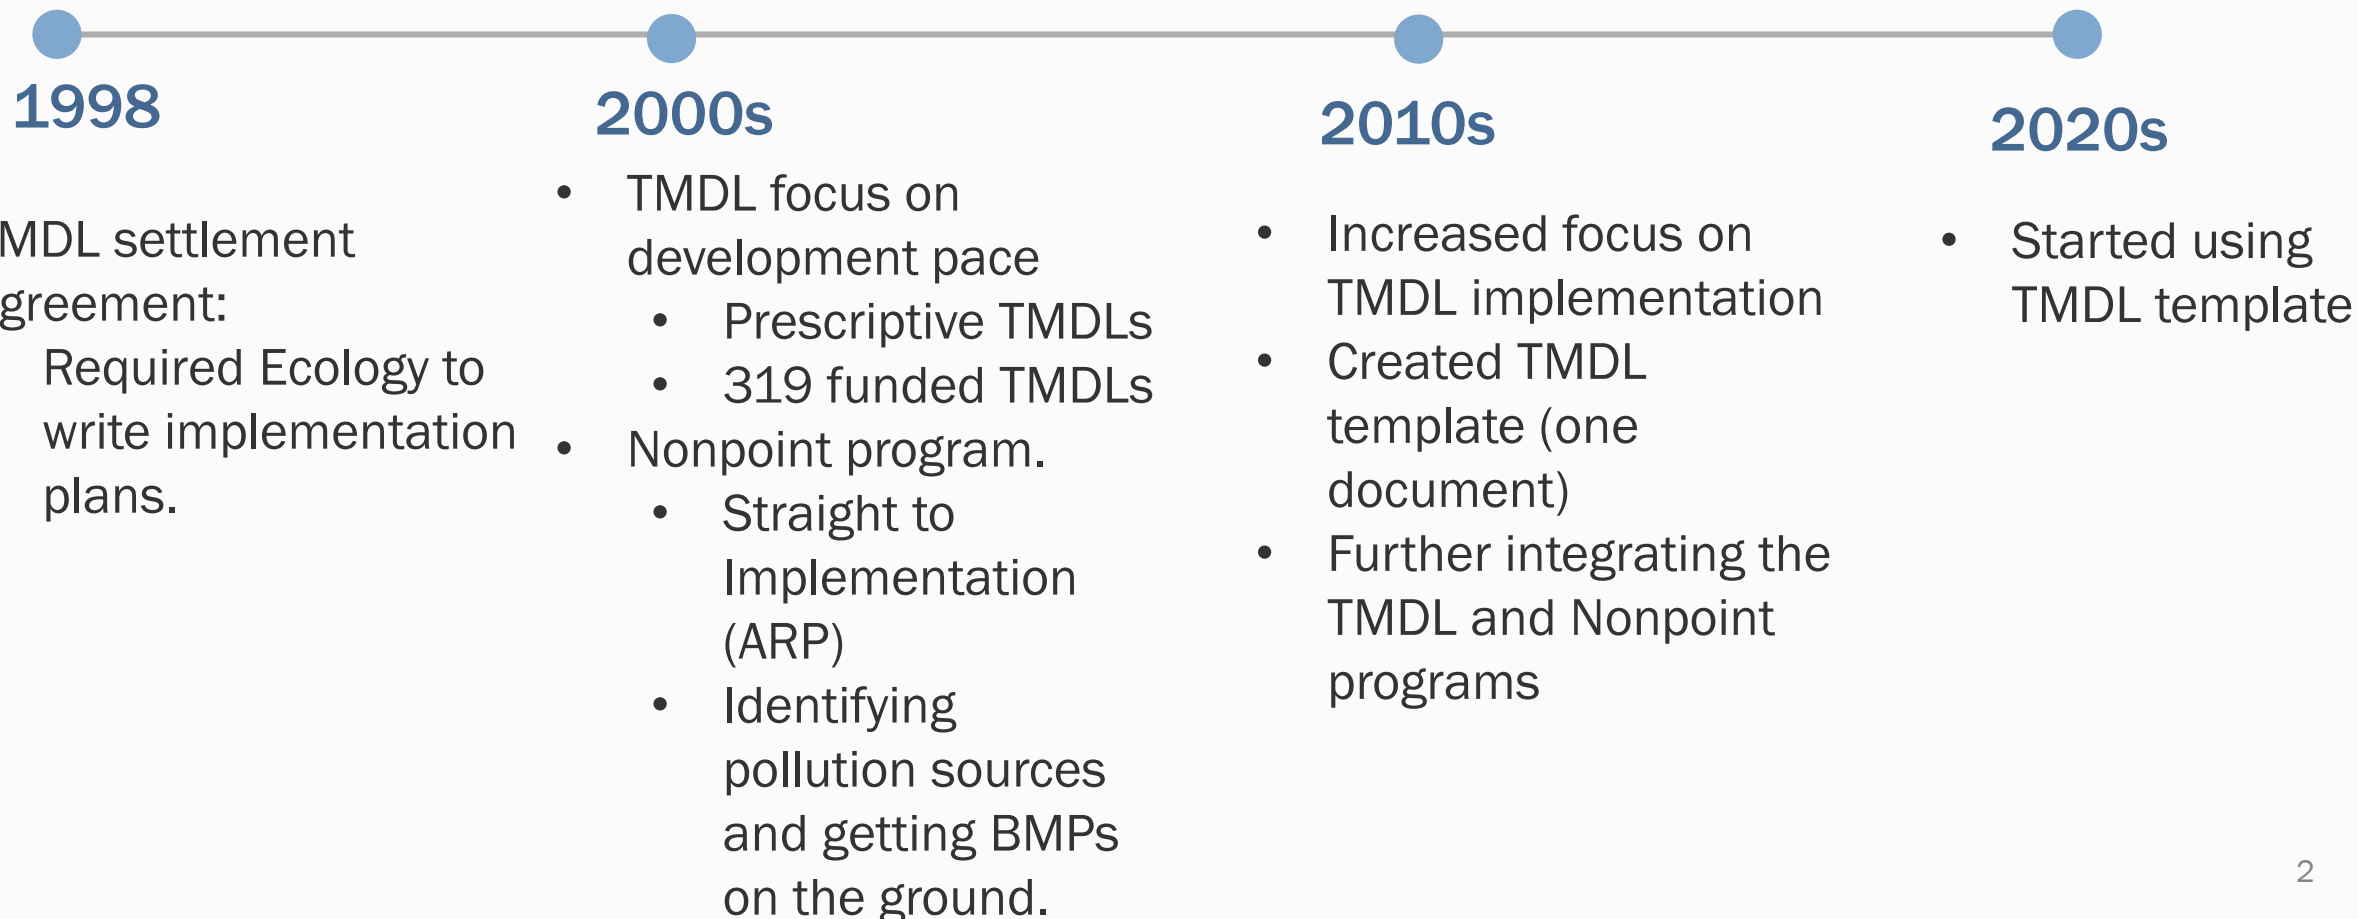 1998
MDL settlement
greement:
Required Ecology to
write implementation
plans.
2000s
• TMDL focus on
development pace
• Prescriptive TMDLs
• 319 funded TMDLs
• Nonpoint program.
• Straight to
Implementation
(ARP)
• Identifying
pollution sources
and getting BMPs
on the ground.
2010s
• Increased focus on
TMDL implementation
• Created TMDL
template (one
document)
• Further integrating the
TMDL and Nonpoint
programs
2020s
• Started using
TMDL template
2